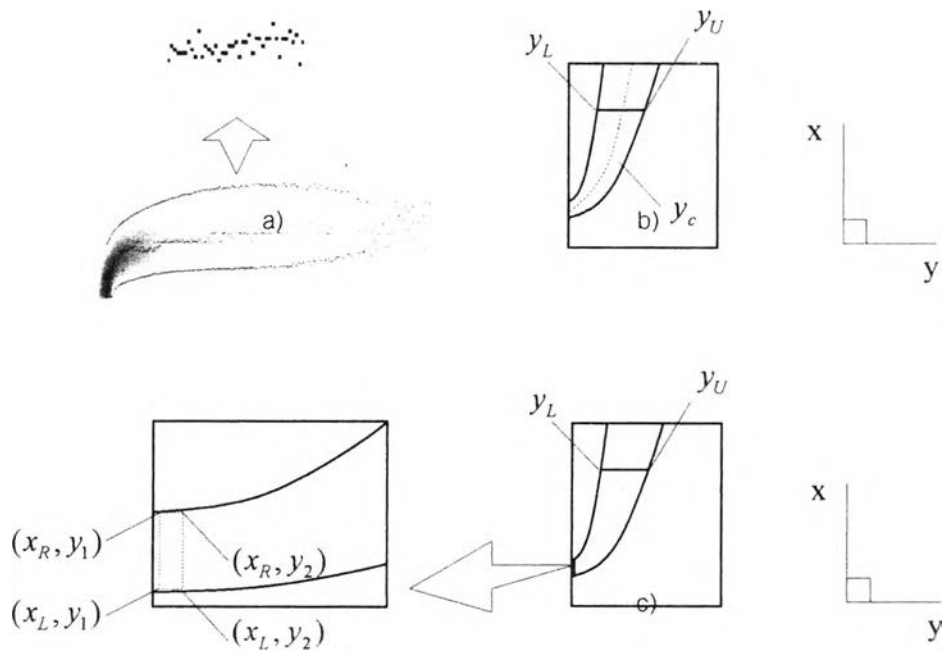 a)
y_L
y_U
y_c
b)
x
y
(x_R, y_1)
(x_R, y_2)
(x_L, y_1)
(x_L, y_2)
y_L
y_U
c)
x
y